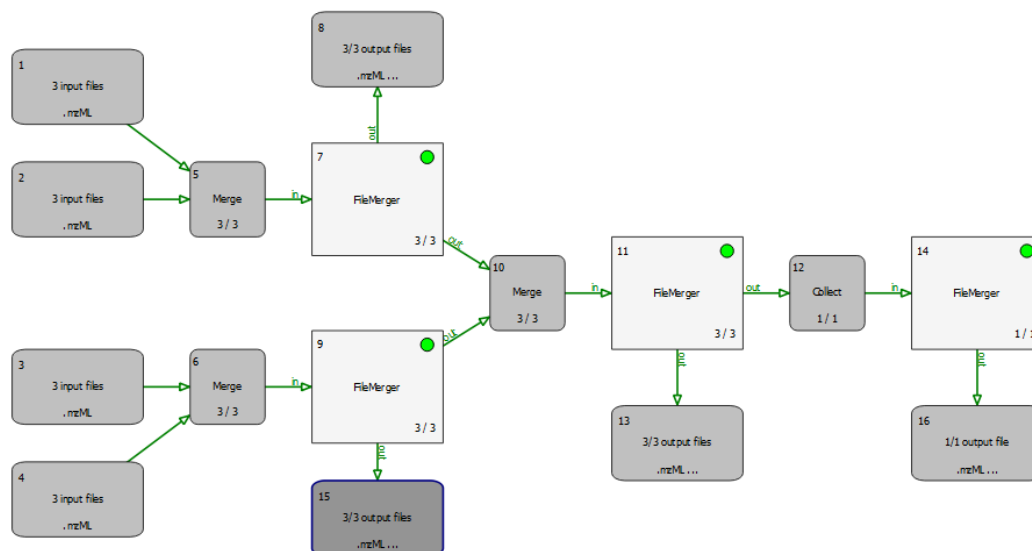 1
3 input files
.mzML
2
3 input files
.mzML
5
Merge
3 / 3
in
8
3/3 output files
.mzML ...
out
7
FileMerger
3 / 3
out
3
3 input files
.mzML
4
3 input files
.mzML
6
Merge
3 / 3
in
9
FileMerger
3 / 3
out
out
15
3/3 output files
.mzML ...
10
Merge
3 / 3
in
11
FileMerger
3 / 3
out
out
13
3/3 output files
.mzML ...
12
Collect
1 / 1
in
14
FileMerger
1 / 1
out
16
1/1 output file
.mzML ...